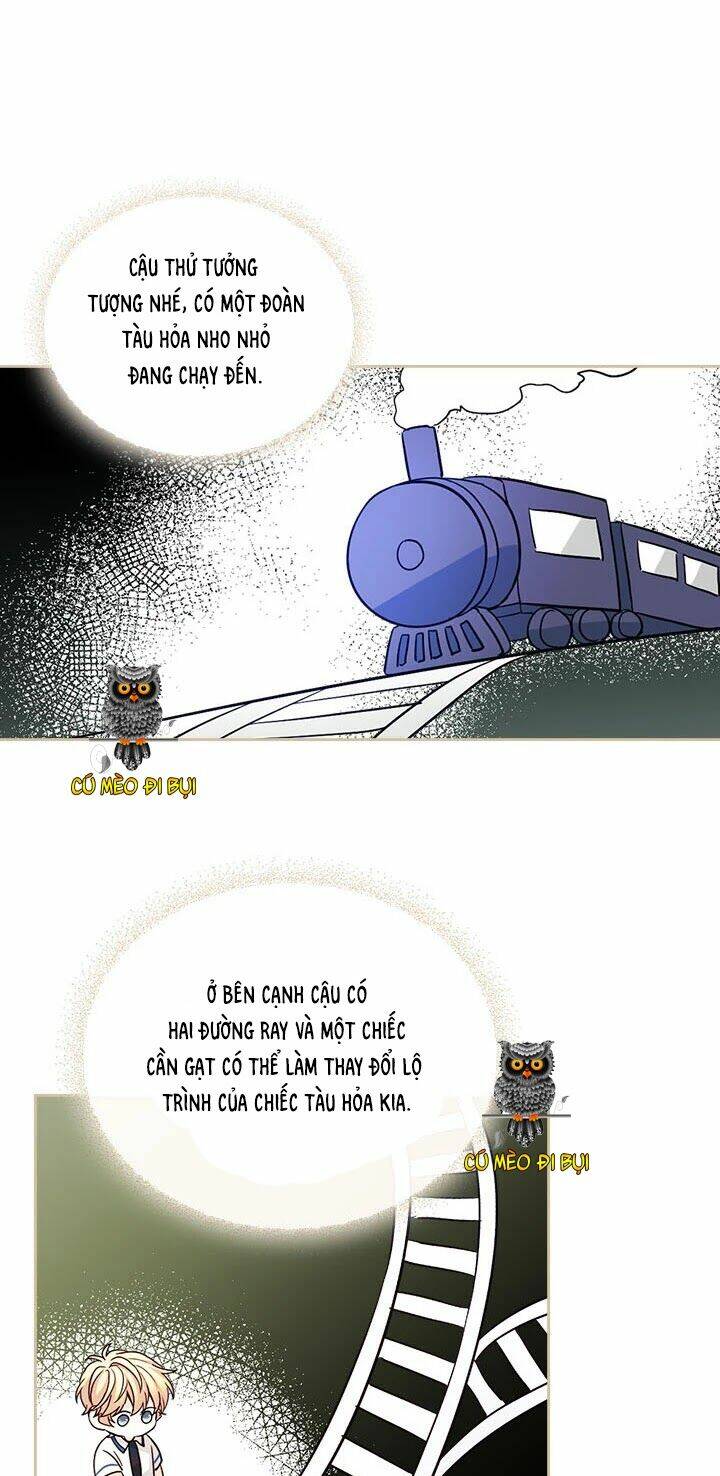 CẬU THỬ TƯỞNG
TƯỢNG NHÉ, CÓ MỘT ĐOÀN
TÀU HỎA NHO NHỎ
ĐANG CHẠY ĐẾN.
CÚ MÈO ĐI BỤI
Ở BÊN CẠNH CẬU CÓ
HAI ĐƯỜNG RAY VÀ MỘT CHIẾC
CẦN GẠT CÓ THỂ LÀM THAY ĐỔI LỘ
TRÌNH CỦA CHIẾC TÀU HỎA KIA.
CÚ MÈO ĐI BỤI